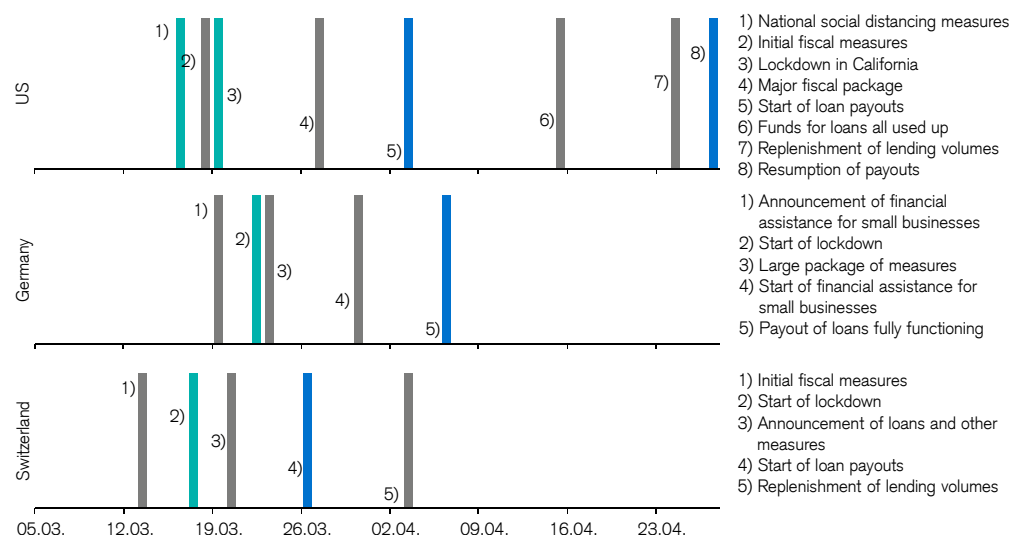 US
1)
2)
3)
4)
5)
6)
7)
8)
1) National social distancing measures
2) Initial fiscal measures
3) Lockdown in California
4) Major fiscal package
5) Start of loan payouts
6) Funds for loans all used up
7) Replenishment of lending volumes
8) Resumption of payouts
Germany
1)
2)
3)
4)
5)
1) Announcement of financial
assistance for small businesses
2) Start of lockdown
3) Large package of measures
4) Start of financial assistance for
small businesses
5) Payout of loans fully functioning
Switzerland
1)
2)
3)
4)
5)
1) Initial fiscal measures
2) Start of lockdown
3) Announcement of loans and other
measures
4) Start of loan payouts
5) Replenishment of lending volumes
05.03. 12.03. 19.03. 26.03. 02.04. 09.04. 16.04. 23.04.